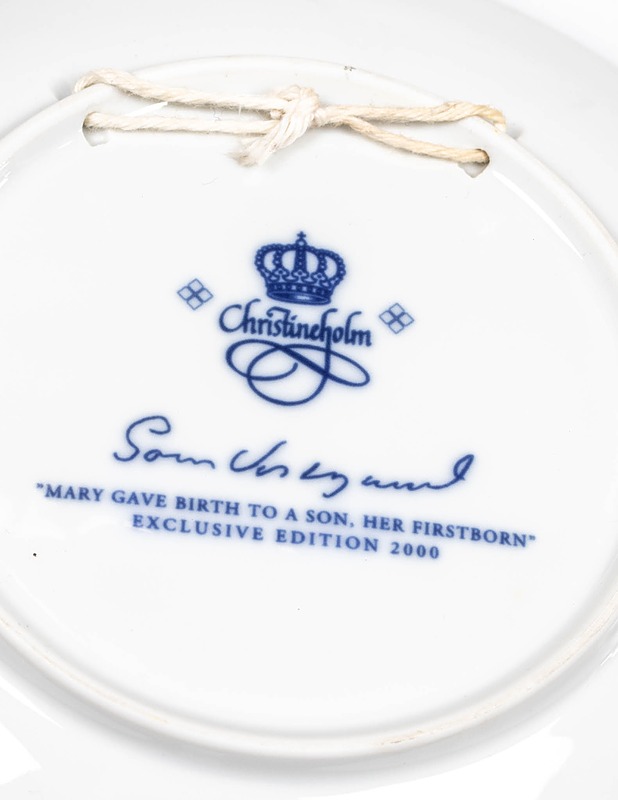 Christineholm
"MARY GAVE BIRTH TO A SON, HER FIRSTBORN"
EXCLUSIVE EDITION 2000